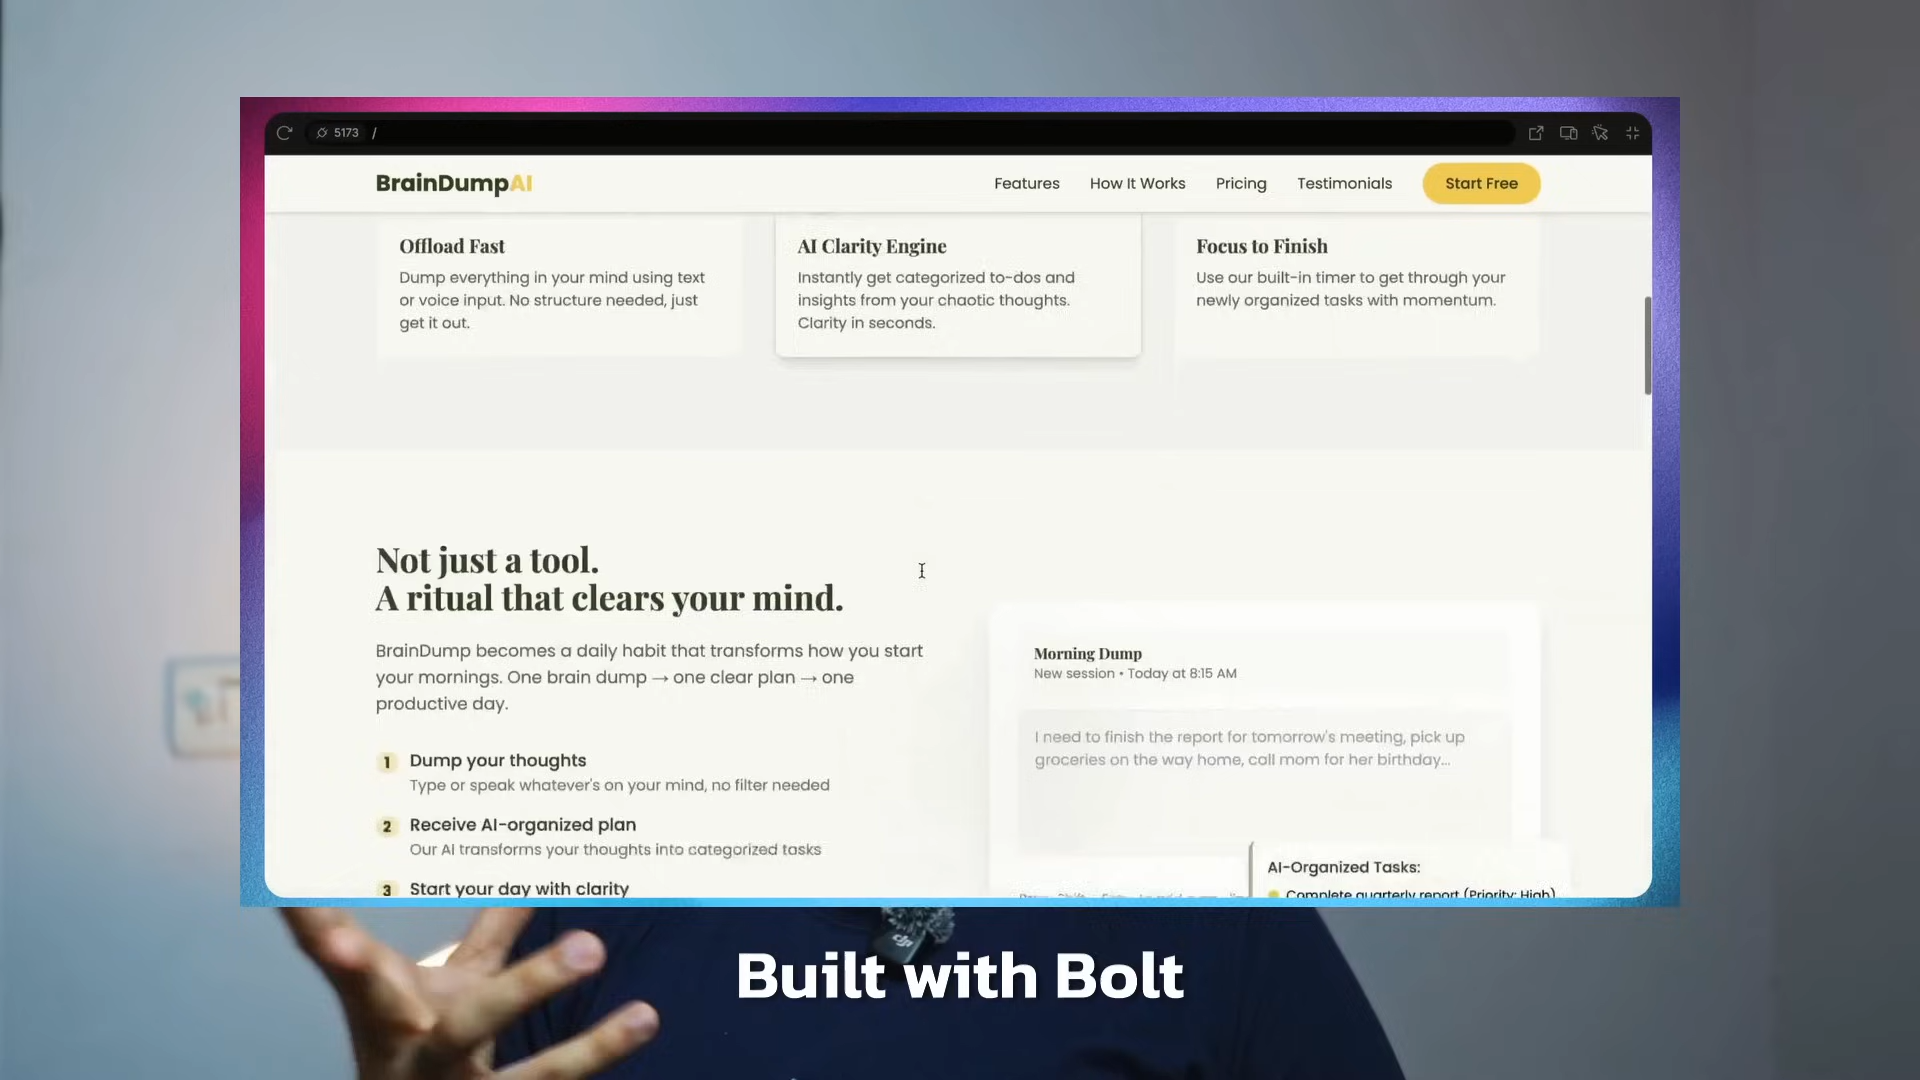 5173 /
BrainDumpAI
Features
How It Works
Pricing
Testimonials
Start Free
Offload Fast
Dump everything in your mind using text
or voice input. No structure needed, just
get it out.
AI Clarity Engine
Instantly get categorized to-dos and
insights from your chaotic thoughts.
Clarity in seconds.
Focus to Finish
Use our built-in timer to get through your
newly organized tasks with momentum.
Not just a tool.
A ritual that clears your mind.
BrainDump becomes a daily habit that transforms how you start
your mornings. One brain dump → one clear plan → one
productive day.
1 Dump your thoughts
Type or speak whatever's on your mind, no filter needed
2 Receive AI-organized plan
Our AI transforms your thoughts into categorized tasks
3 Start your day with clarity
Morning Dump
New session • Today at 8:15 AM
I need to finish the report for tomorrow's meeting, pick up
groceries on the way home, call mom for her birthday...
AI-Organized Tasks:
Complete quarterly report (Priority: High)
dji
Built with Bolt